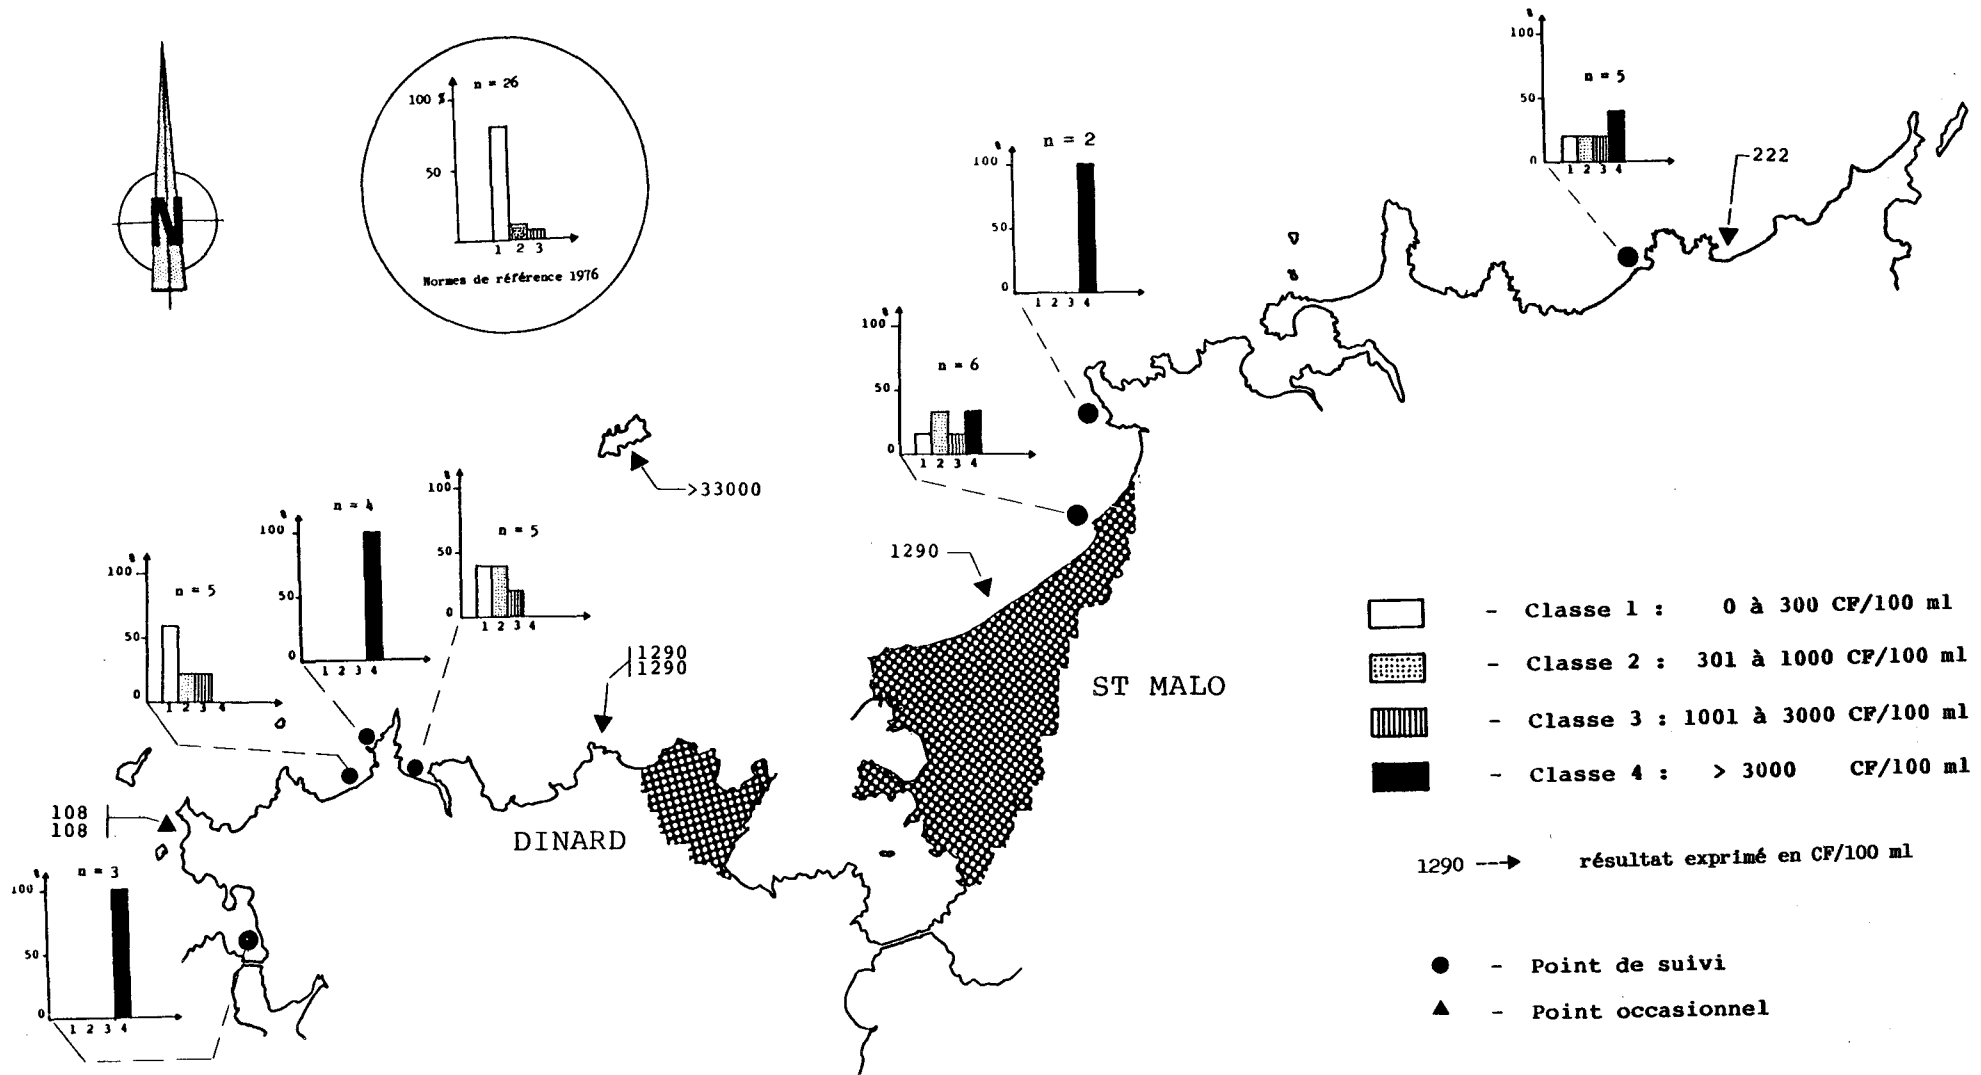 N
100 %
n = 26
50
1 2 3
Normes de référence 1976
%
100
n = 5
50
0
1 2 3 4
222
%
100
n = 2
50
0
1 2 3 4
100
n = 6
50
0
1 2 3 4
>33000
1290
%
100
n = 5
50
0
1 2 3 4
%
100
n = 4
50
0
1 2 3 4
%
100
n = 5
50
0
1 2 3 4
1290
1290
ST MALO
DINARD
108
108
%
100
n = 3
50
0
1 2 3 4
- Classe 1 : 0 à 300 CF/100 ml
- Classe 2 : 301 à 1000 CF/100 ml
- Classe 3 : 1001 à 3000 CF/100 ml
- Classe 4 : > 3000 CF/100 ml
1290 résultat exprimé en CF/100 ml
- Point de suivi
- Point occasionnel